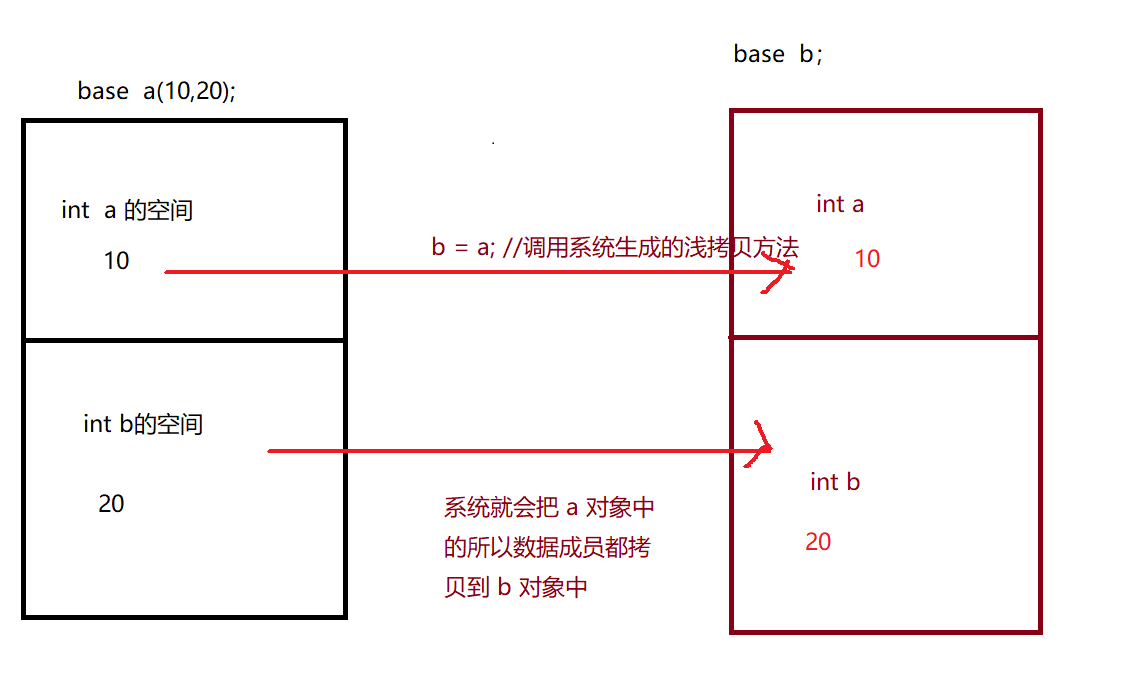 base b;
base a(10,20);
int a 的空间
10
b = a; //调用系统生成的浅拷贝方法
int a
10
int b的空间
20
系统就会把 a 对象中
的所以数据成员都拷
贝到 b 对象中
int b
20